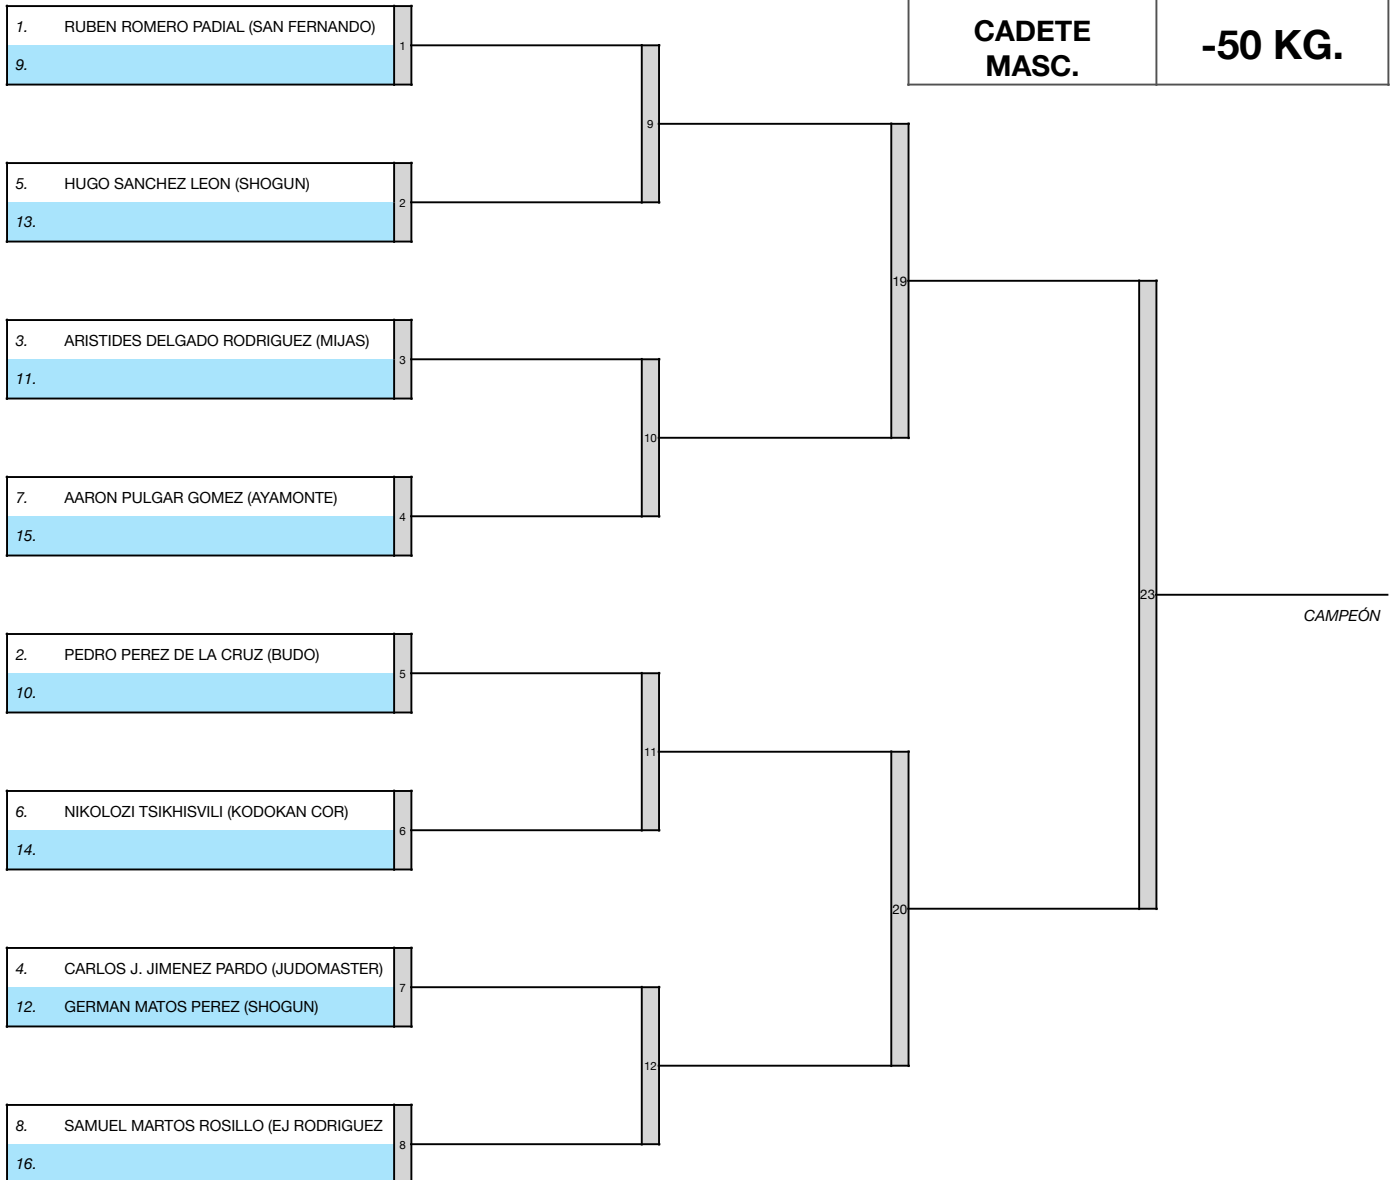 1. RUBEN ROMERO PADIAL (SAN FERNANDO)
9.
1
CADETE
MASC.
-50 KG.
9
5. HUGO SANCHEZ LEON (SHOGUN)
13.
2
19
3. ARISTIDES DELGADO RODRIGUEZ (MIJAS)
11.
3
10
7. AARON PULGAR GOMEZ (AYAMONTE)
15.
4
23
CAMPEÓN
2. PEDRO PEREZ DE LA CRUZ (BUDO)
10.
5
11
6. NIKOLOZI TSIKHISVILI (KODOKAN COR)
14.
6
20
4. CARLOS J. JIMENEZ PARDO (JUDOMASTER)
12. GERMAN MATOS PEREZ (SHOGUN)
7
12
8. SAMUEL MARTOS ROSILLO (EJ RODRIGUEZ
16.
8